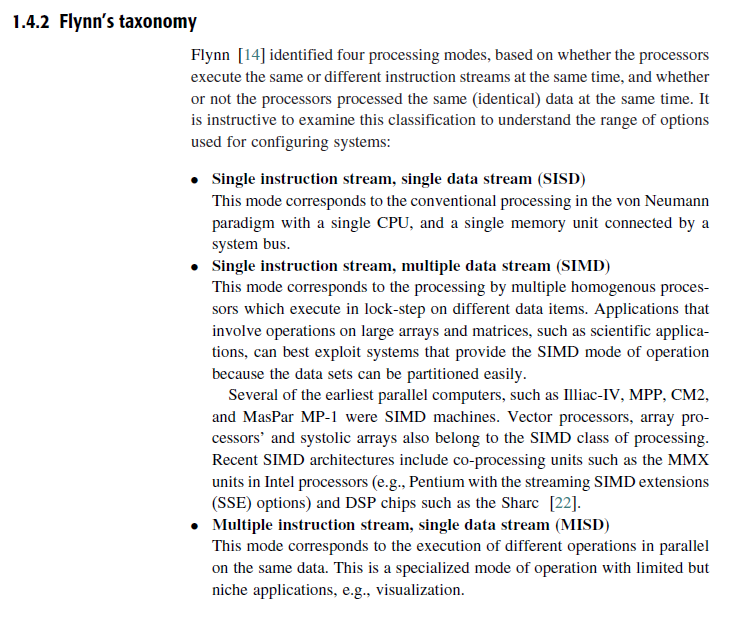 1.4.2 Flynn's taxonomy
Flynn [14] identified four processing modes, based on whether the processors
execute the same or different instruction streams at the same time, and whether
or not the processors processed the same (identical) data at the same time. It
is instructive to examine this classification to understand the range of options
used for configuring systems:
• Single instruction stream, single data stream (SISD)
This mode corresponds to the conventional processing in the von Neumann
paradigm with a single CPU, and a single memory unit connected by a
system bus.
• Single instruction stream, multiple data stream (SIMD)
This mode corresponds to the processing by multiple homogenous proces-
sors which execute in lock-step on different data items. Applications that
involve operations on large arrays and matrices, such as scientific applica-
tions, can best exploit systems that provide the SIMD mode of operation
because the data sets can be partitioned easily.
Several of the earliest parallel computers, such as Illiac-IV, MPP, CM2,
and MasPar MP-1 were SIMD machines. Vector processors, array pro-
cessors' and systolic arrays also belong to the SIMD class of processing.
Recent SIMD architectures include co-processing units such as the MMX
units in Intel processors (e.g., Pentium with the streaming SIMD extensions
(SSE) options) and DSP chips such as the Sharc [22].
• Multiple instruction stream, single data stream (MISD)
This mode corresponds to the execution of different operations in parallel
on the same data. This is a specialized mode of operation with limited but
niche applications, e.g., visualization.